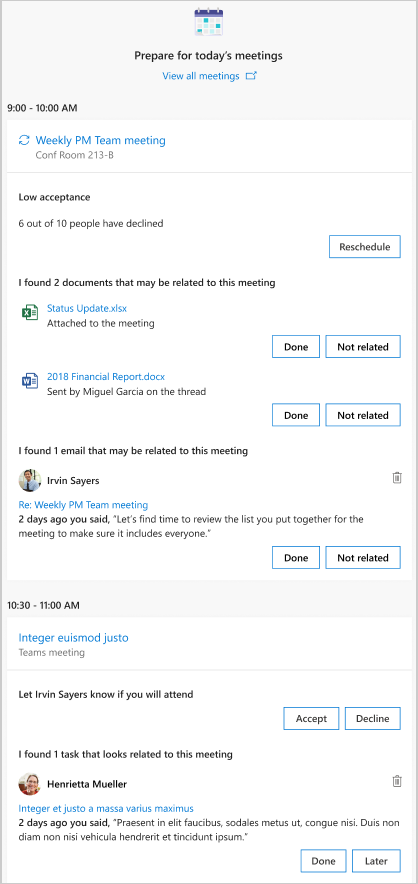 Prepare for today's meetings
View all meetings
9:00 - 10:00 AM
Weekly PM Team meeting
Conf Room 213-B
Low acceptance
6 out of 10 people have declined
Reschedule
I found 2 documents that may be related to this meeting
Status Update.xlsx
Attached to the meeting
Done Not related
2018 Financial Report.docx
Sent by Miguel Garcia on the thread
Done Not related
I found 1 email that may be related to this meeting
Irvin Sayers
Re: Weekly PM Team meeting
2 days ago you said, “Let's find time to review the list you put together for the
meeting to make sure it includes everyone.”
Done Not related
10:30 - 11:00 AM
Integer euismod justo
Teams meeting
Let Irvin Sayers know if you will attend
Accept Decline
I found 1 task that looks related to this meeting
Henrietta Mueller
Integer et justo a massa varius maximus
2 days ago you said, “Praesent in elit faucibus, sodales metus ut, congue nisi. Duis non
diam non nisi vehicula hendrerit et tincidunt ipsum.”
Done Later